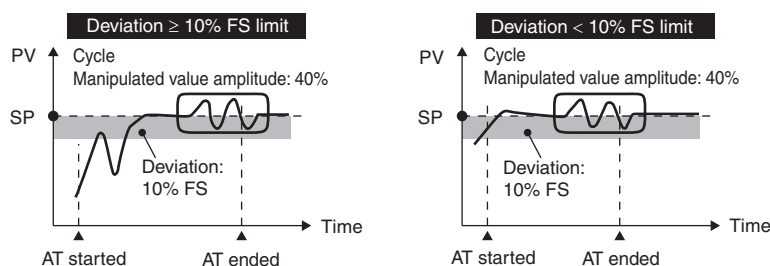 Deviation ≥ 10% FS limit
PV
Cycle
Manipulated value amplitude: 40%
SP
Deviation:
10% FS
Time
AT started
AT ended
Deviation < 10% FS limit
PV
Cycle
Manipulated value amplitude: 40%
SP
Deviation:
10% FS
Time
AT started
AT ended